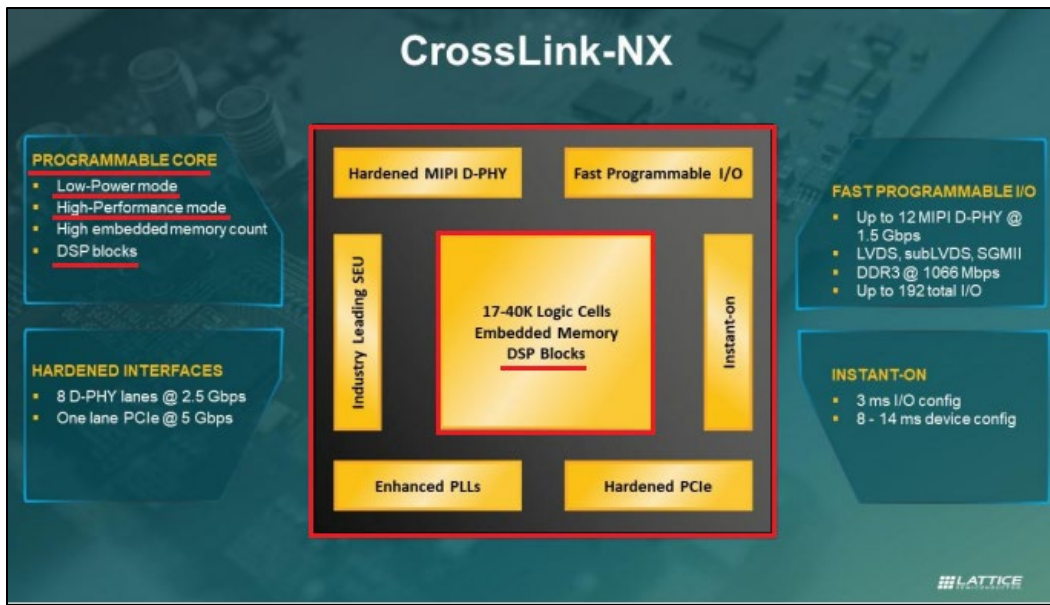 CrossLink-NX
PROGRAMMABLE CORE
▪ Low-Power mode
▪ High-Performance mode
▪ High embedded memory count
▪ DSP blocks
HARDENED INTERFACES
▪ 8 D-PHY lanes @ 2.5 Gbps
▪ One lane PCIe @ 5 Gbps
Hardened MIPI D-PHY
Fast Programmable I/O
Industry Leading SEU
17-40K Logic Cells
Embedded Memory
DSP Blocks
Instant-on
Enhanced PLLs
Hardened PCIe
FAST PROGRAMMABLE I/O
▪ Up to 12 MIPI D-PHY @
1.5 Gbps
▪ LVDS, subLVDS, SGMII
▪ DDR3 @ 1066 Mbps
▪ Up to 192 total I/O
INSTANT-ON
▪ 3 ms I/O config
▪ 8 - 14 ms device config
LATTICE
SEMICONDUCTOR